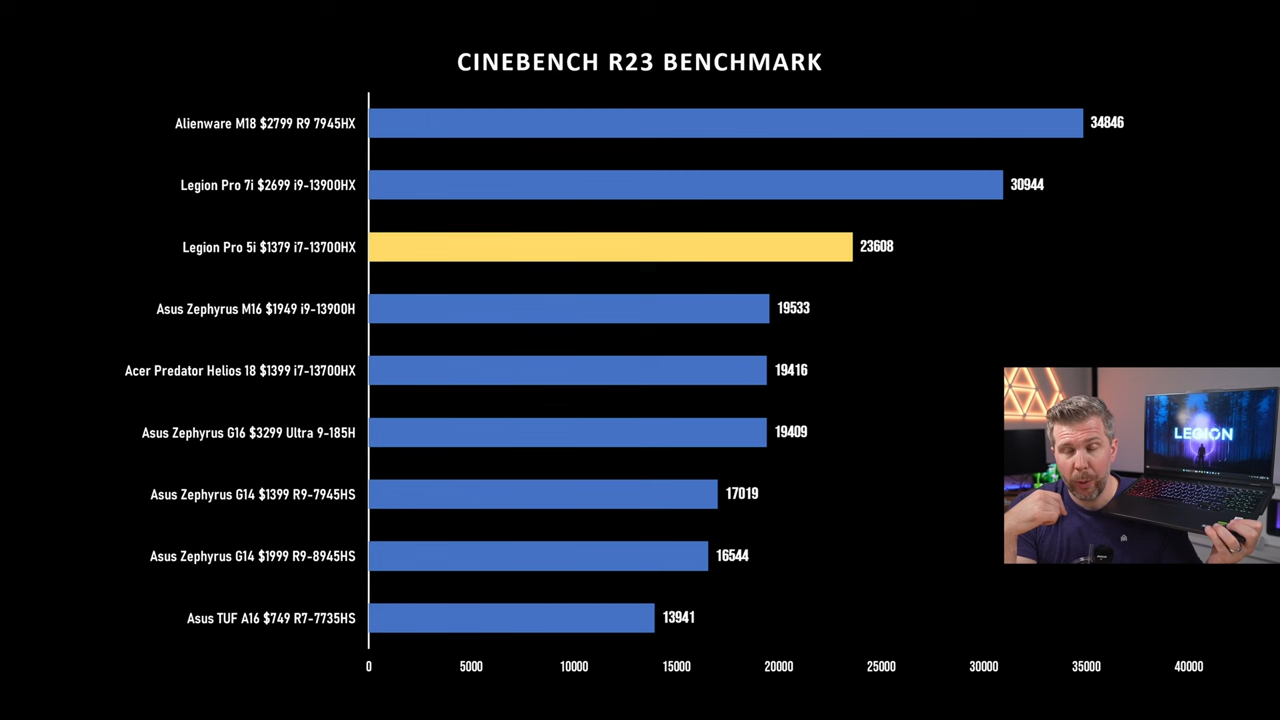 CINEBENCH R23 BENCHMARK
Alienware M18 $2799 R9 7945HX 34846
Legion Pro 7i $2699 i9-13900HX 30944
Legion Pro 5i $1379 i7-13700HX 23608
Asus Zephyrus M16 $1949 i9-13900H 19533
Acer Predator Helios 18 $1399 i7-13700HX 19416
Asus Zephyrus G16 $3299 Ultra 9-185H 19409
Asus Zephyrus G14 $1399 R9-7945HS 17019
Asus Zephyrus G14 $1999 R9-8945HS 16544
Asus TUF A16 $749 R7-7735HS 13941
0 5000 10000 15000 20000 25000 30000 35000 40000
LEGION